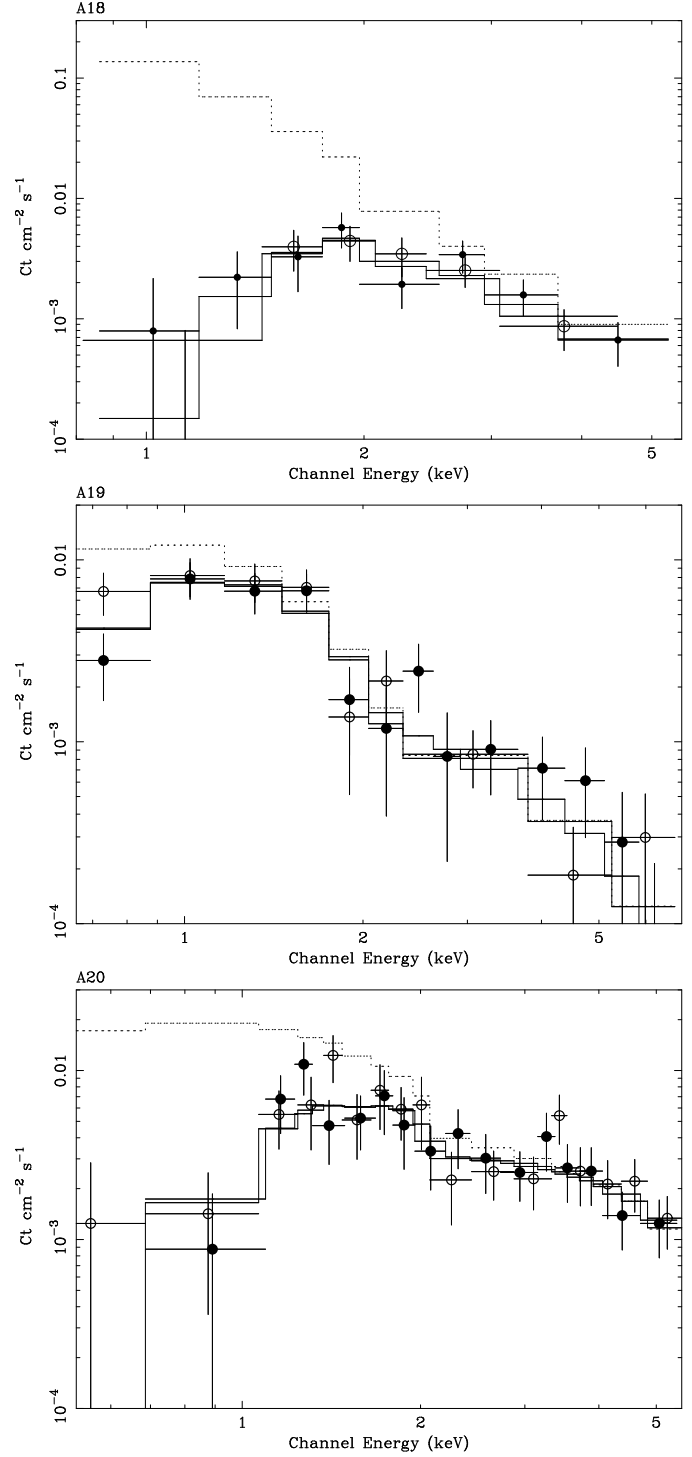 A18
0.1
0.01
10⁻³
10⁻⁴
Ct cm⁻² s⁻¹
1 2 5
Channel Energy (keV)
A19
0.01
10⁻³
10⁻⁴
Ct cm⁻² s⁻¹
1 2 5
Channel Energy (keV)
A20
0.01
10⁻³
10⁻⁴
Ct cm⁻² s⁻¹
1 2 5
Channel Energy (keV)